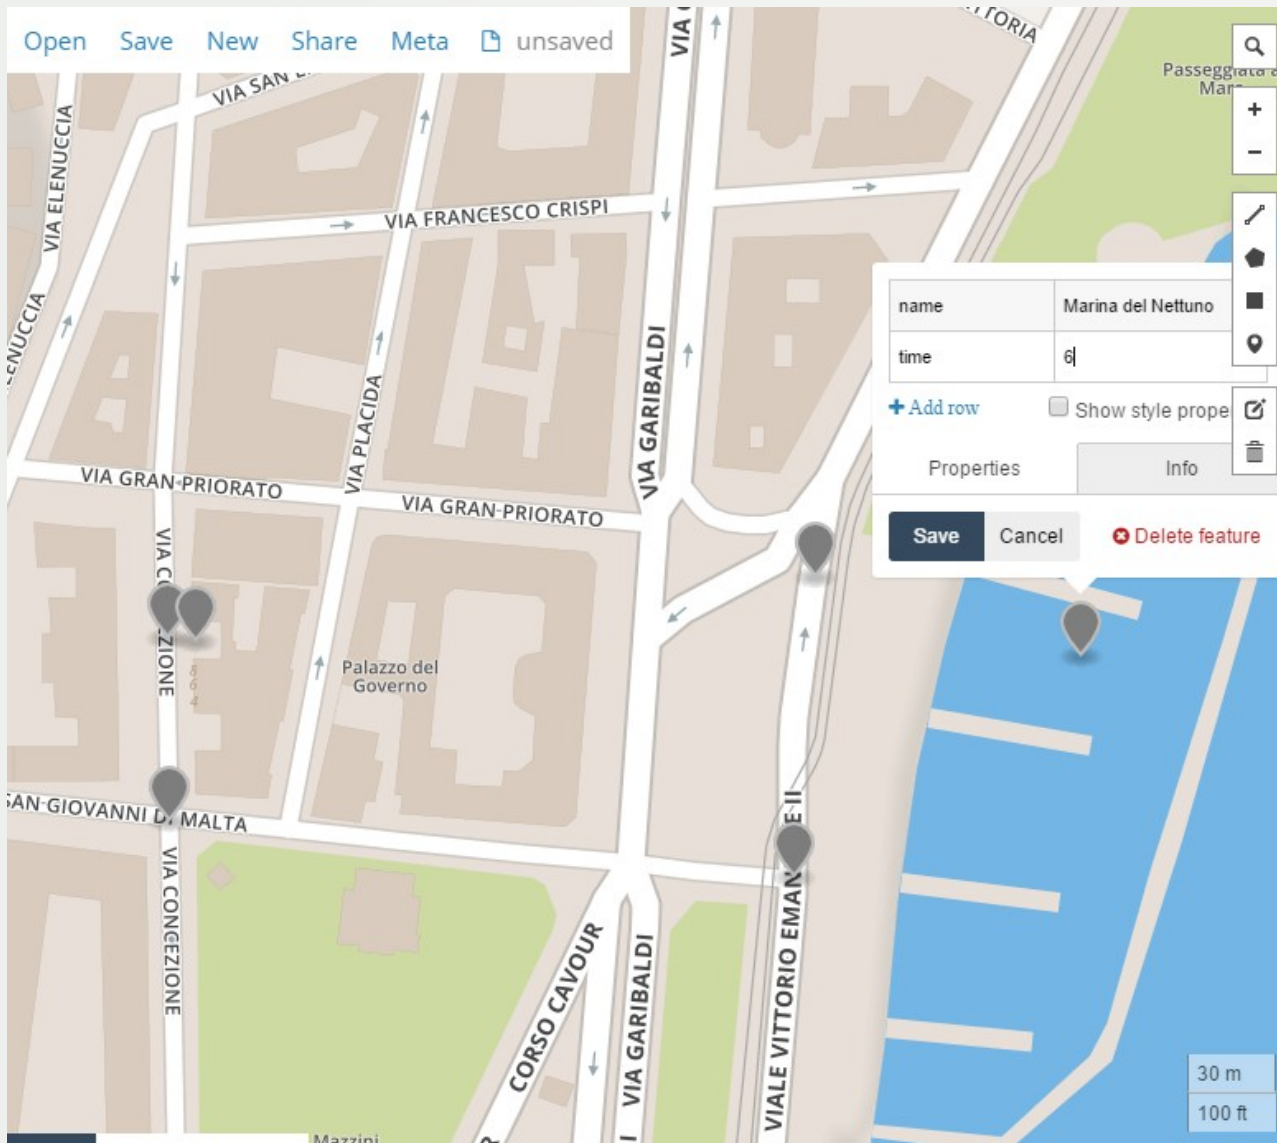 Open Save New Share Meta unsaved
VIA SAN
VIA ELENUCCIA
VIA FRANCESCO CRISPI
VIA PLACIDA
VIA GARIBALDI
Passeggiata a
Mare
name Marina del Nettuno
time 6
Add row Show style prope
Properties Info
Save Cancel Delete feature
VIA GRAN PRIORATO
VIA GRAN PRIORATO
Palazzo del
Governo
SAN GIOVANNI DI MALTA
VIA CONCEZIONE
CORSO CAVOUR
VIA GARIBALDI
VIALE VITTORIO EMAN E II
Mazzini
30 m
100 ft